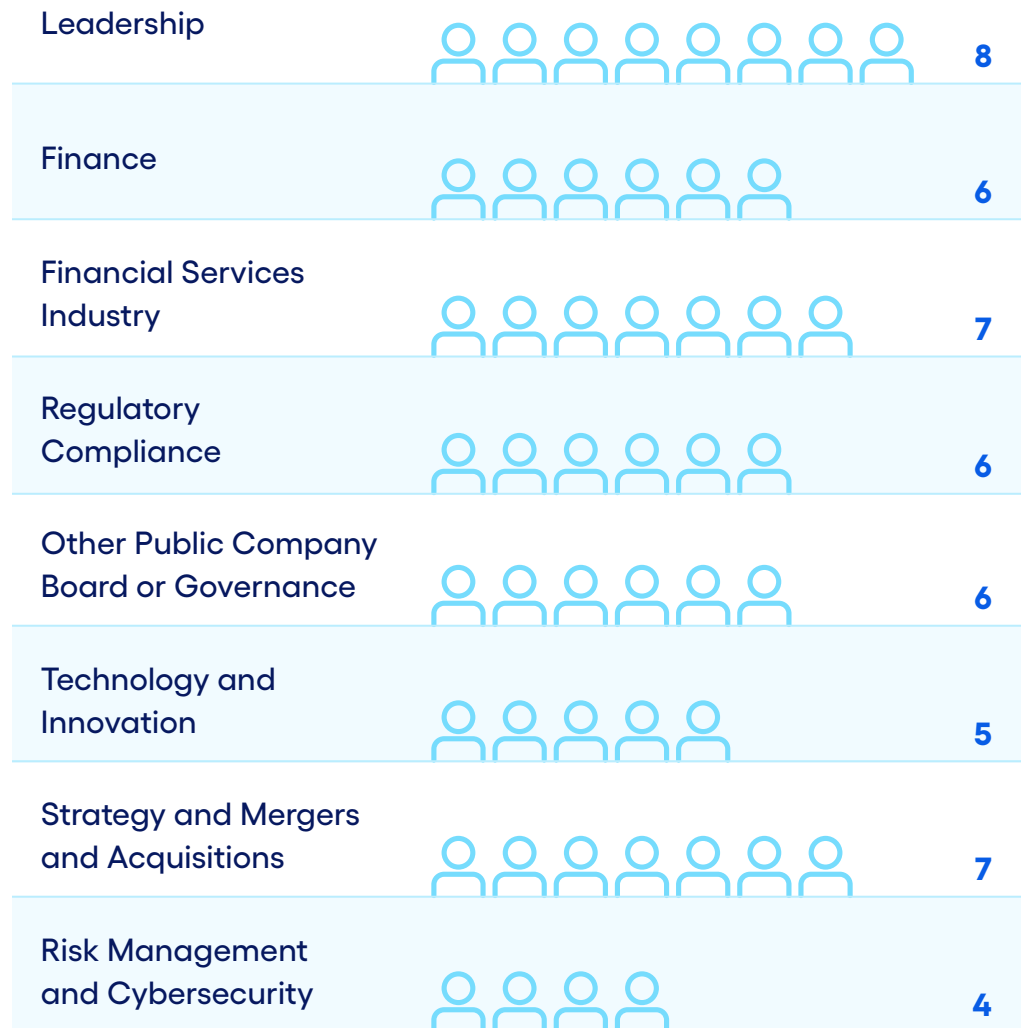 Leadership
8
Finance
6
Financial Services
Industry
7
Regulatory
Compliance
6
Other Public Company
Board or Governance
6
Technology and
Innovation
5
Strategy and Mergers
and Acquisitions
7
Risk Management
and Cybersecurity
4